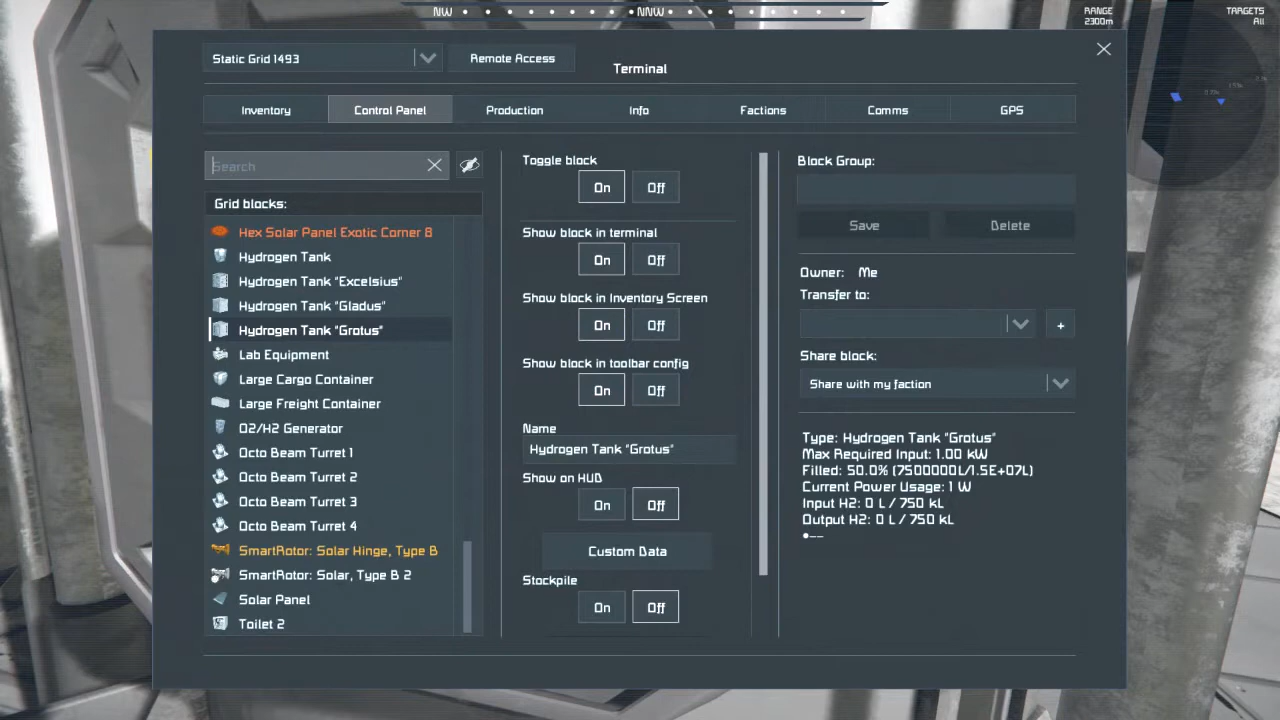 NW NNW
RANGE
2300m
TARGETS
All
Static Grid 1493
Remote Access
Terminal
Inventory
Control Panel
Production
Info
Factions
Comms
GPS
Search
Grid blocks:
Hex Solar Panel Exotic Corner B
Hydrogen Tank
Hydrogen Tank "Excelsius"
Hydrogen Tank "Gladus"
Hydrogen Tank "Grotus"
Lab Equipment
Large Cargo Container
Large Freight Container
O2/H2 Generator
Octo Beam Turret 1
Octo Beam Turret 2
Octo Beam Turret 3
Octo Beam Turret 4
SmartRotor: Solar Hinge, Type B
SmartRotor: Solar, Type B 2
Solar Panel
Toilet 2
Toggle block
On Off
Show block in terminal
On Off
Show block in Inventory Screen
On Off
Show block in toolbar config
On Off
Name
Hydrogen Tank "Grotus"
Show on HUD
On Off
Custom Data
Stockpile
On Off
Block Group:
Save Delete
Owner: Me
Transfer to:
+
Share block:
Share with my faction
Type: Hydrogen Tank "Grotus"
Max Required Input: 1.00 kW
Filled: 50.0% (7500000L/1.5E+07L)
Current Power Usage: 1 W
Input H2: 0 L / 750 kL
Output H2: 0 L / 750 kL